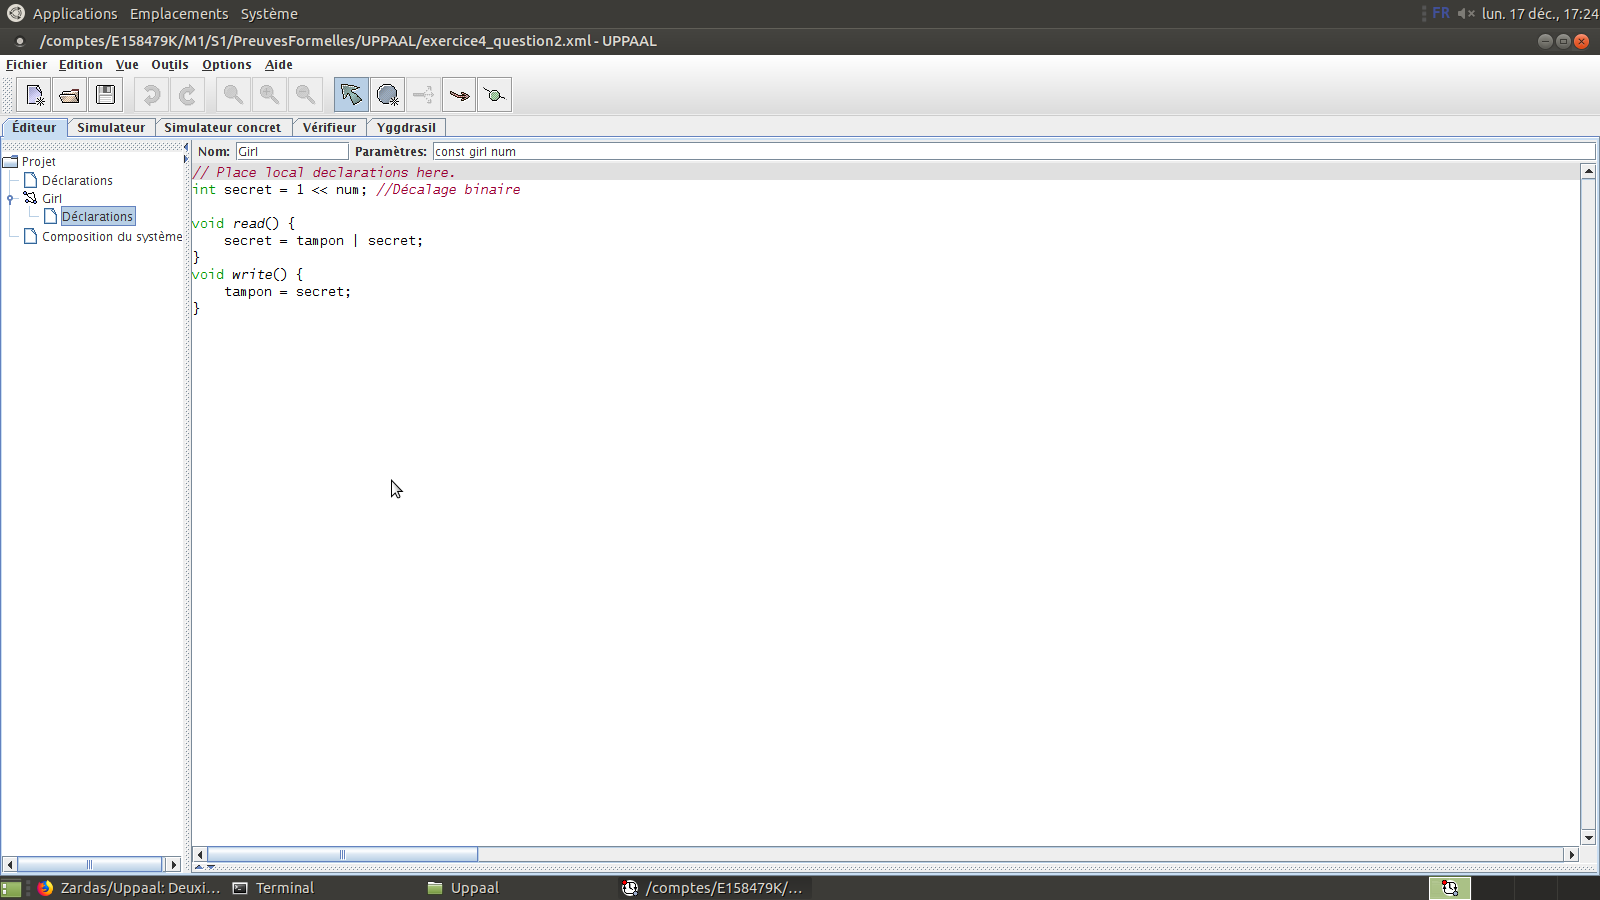 Applications Emplacements Système FR lun. 17 déc., 17:24
/comptes/E158479K/M1/S1/PreuvesFormelles/UPPAAL/exercice4_question2.xml - UPPAAL
Fichier Edition Vue Outils Options Aide
Éditeur Simulateur Simulateur concret Vérifieur Yggdrasil
Projet
Déclarations
Girl
Déclarations
Composition du système
Nom: Girl Paramètres: const girl num
// Place local declarations here.
int secret = 1 << num; //Décalage binaire
void read() {
secret = tampon | secret;
}
void write() {
tampon = secret;
}
Zardas/Uppaal: Deuxi... Terminal Uppaal /comptes/E158479K/...